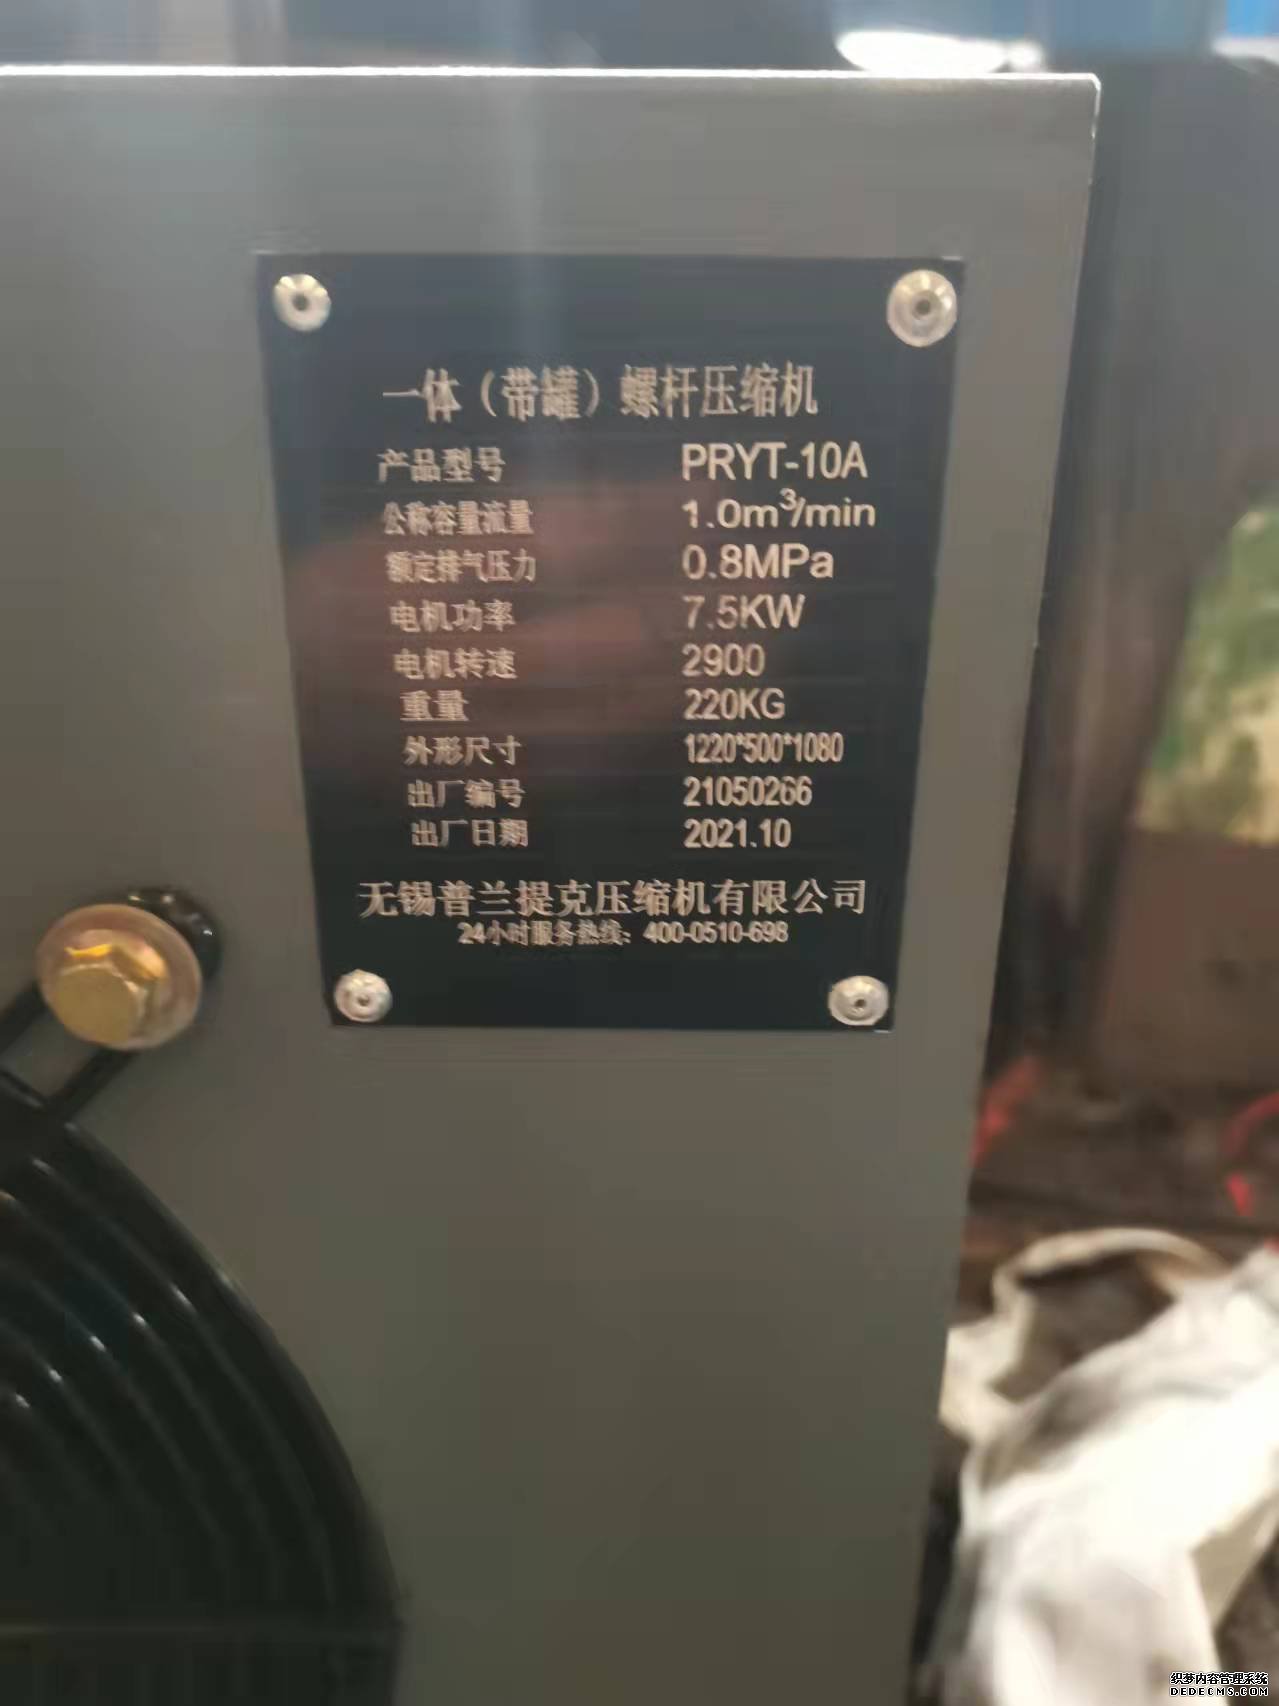 一体（带罐）螺杆压缩机
产品型号 PRYT-10A
公称容量流量 1.0m³/min
额定排气压力 0.8MPa
电机功率 7.5KW
电机转速 2900
重量 220KG
外形尺寸 1220*500*1080
出厂编号 21050266
出厂日期 2021.10
无锡普兰提克压缩机有限公司
24小时服务热线：400-0510-698
织梦内容管理系统
DEDECMS.COM